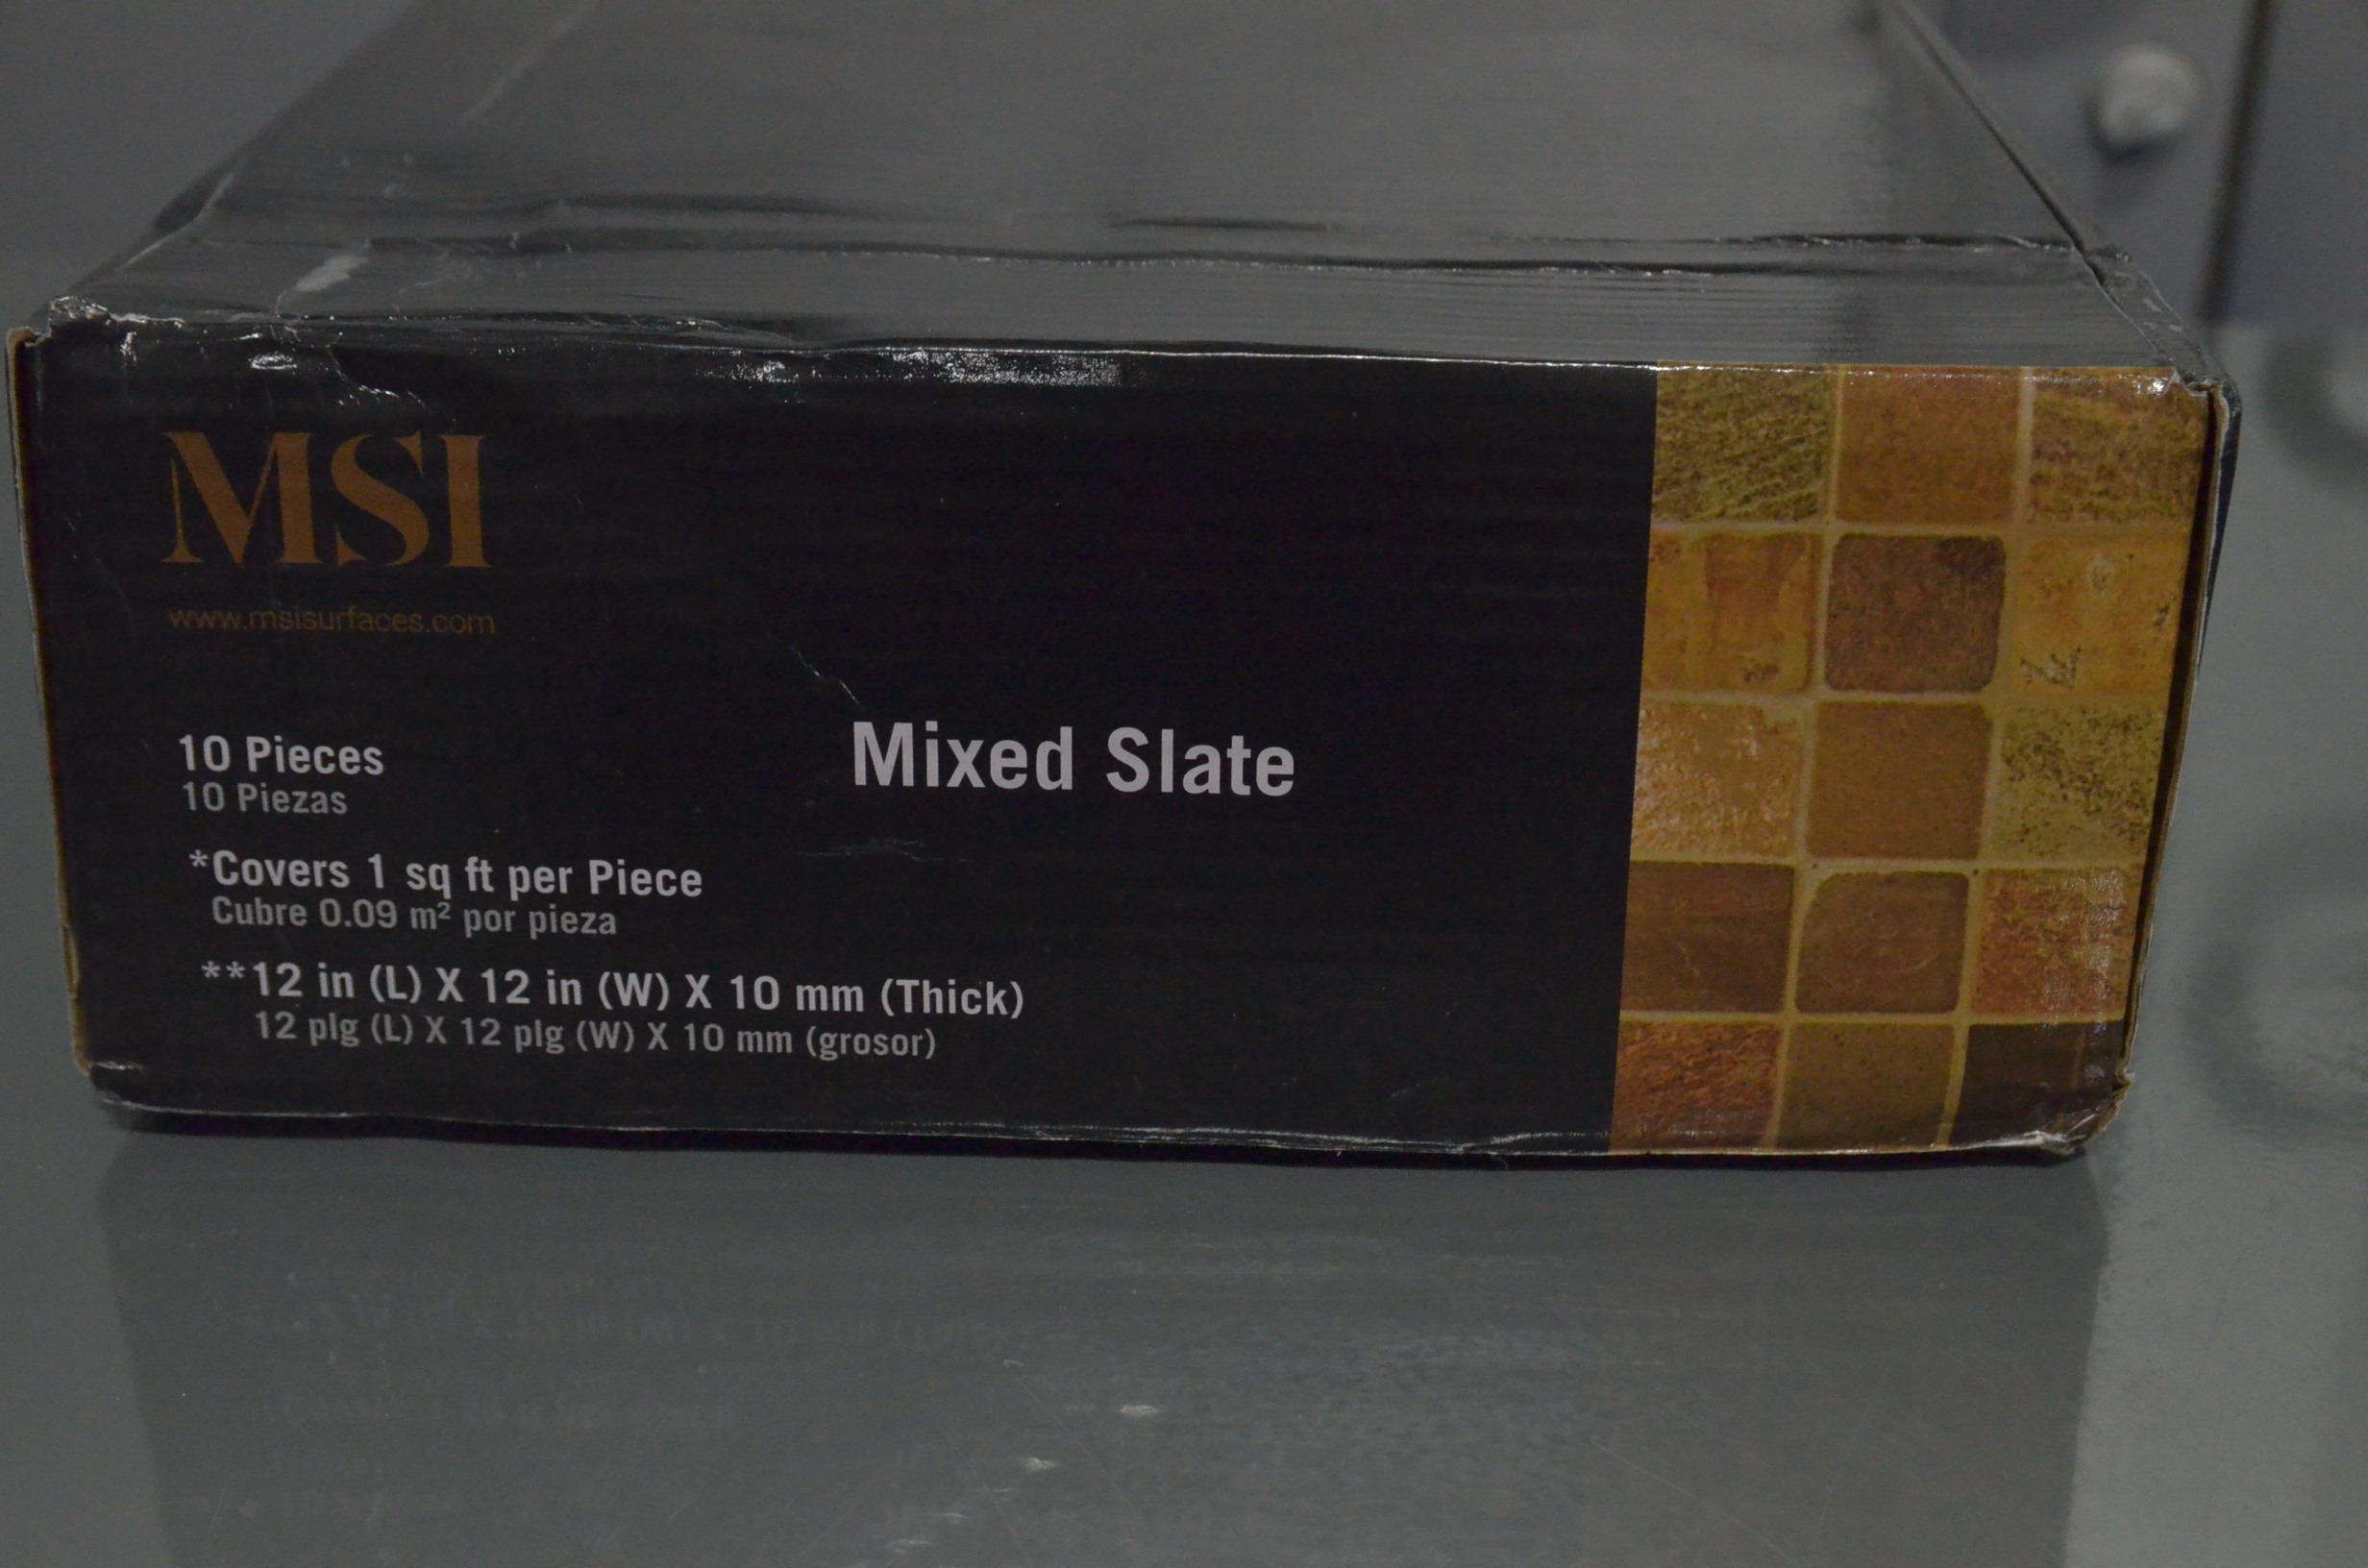 MSI
www.msisurfaces.com
10 Pieces
10 Piezas
Mixed Slate
*Covers 1 sq ft per Piece
Cubre 0.09 m² por pieza
**12 in (L) X 12 in (W) X 10 mm (Thick)
12 plg (L) X 12 plg (W) X 10 mm (grosor)